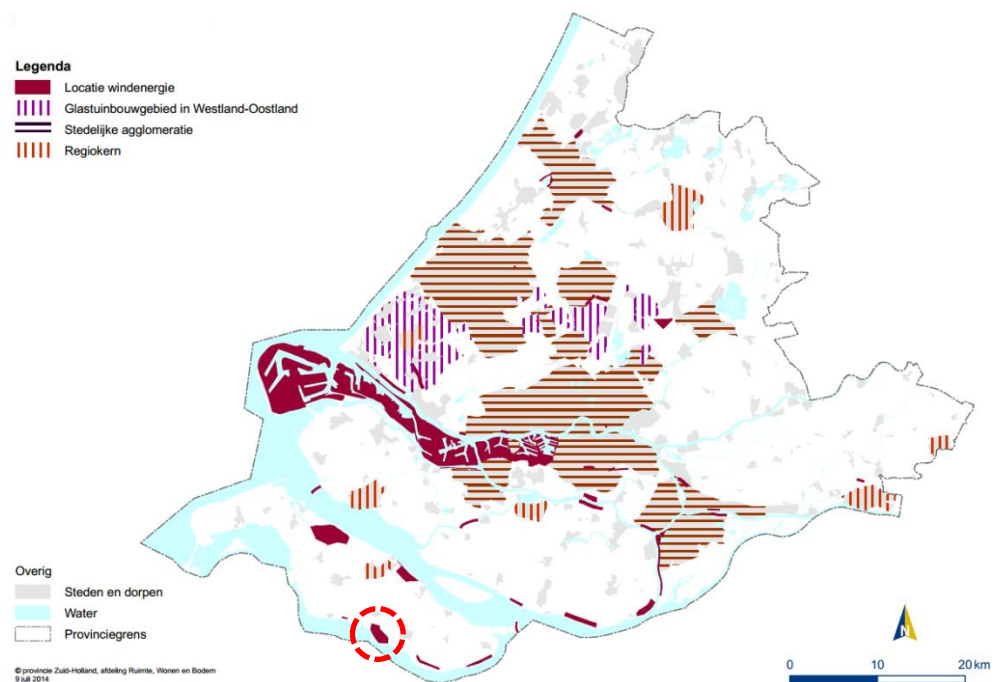 Legenda
Locatie windenergie
Glastuinbouwgebied in Westland-Oostland
Stedelijke agglomeratie
Regiokern
Overig
Steden en dorpen
Water
Provinciegrens
© provincie Zuid-Holland, afdeling Ruimte, Wonen en Bodem
9 juli 2014
N
0 10 20 km